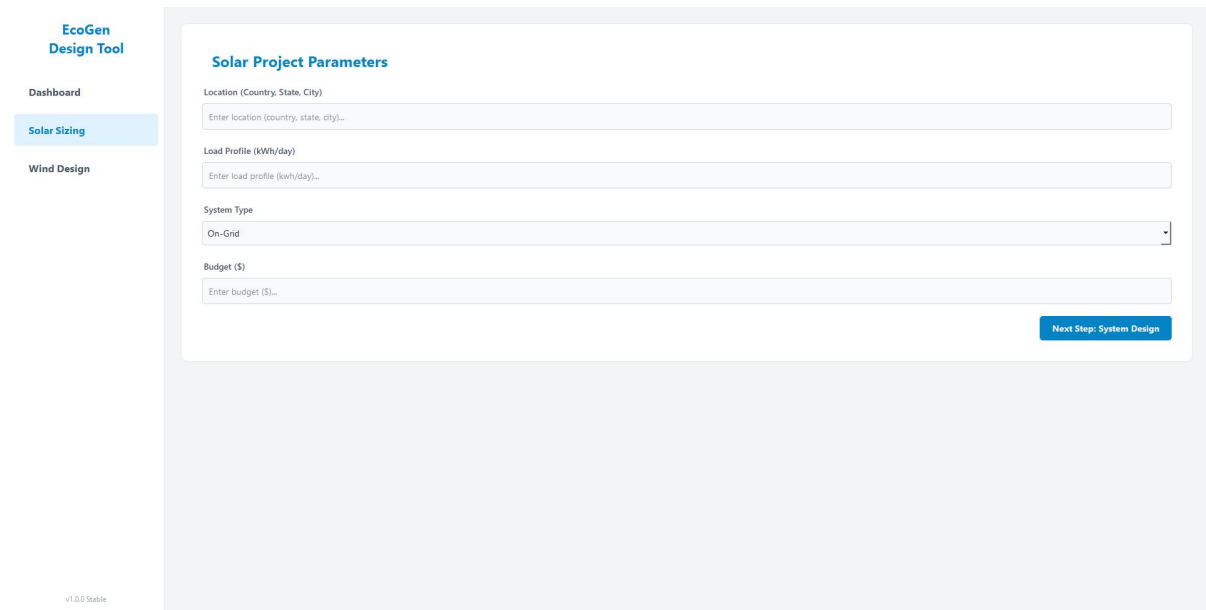 EcoGen
Design Tool
Dashboard
Solar Sizing
Wind Design
v1.0.0 Stable
Solar Project Parameters
Location (Country, State, City)
Enter location (country, state, city)...
Load Profile (kWh/day)
Enter load profile (kwh/day)...
System Type
On-Grid
Budget ($)
Enter budget ($)...
Next Step: System Design